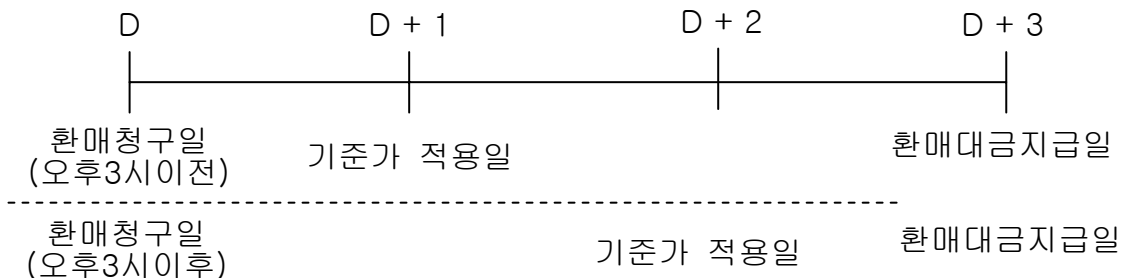 D D + 1 D + 2 D + 3
환매청구일
(오후3시이전)
기준가 적용일
환매대금지급일
환매청구일
(오후3시이후)
기준가 적용일
환매대금지급일